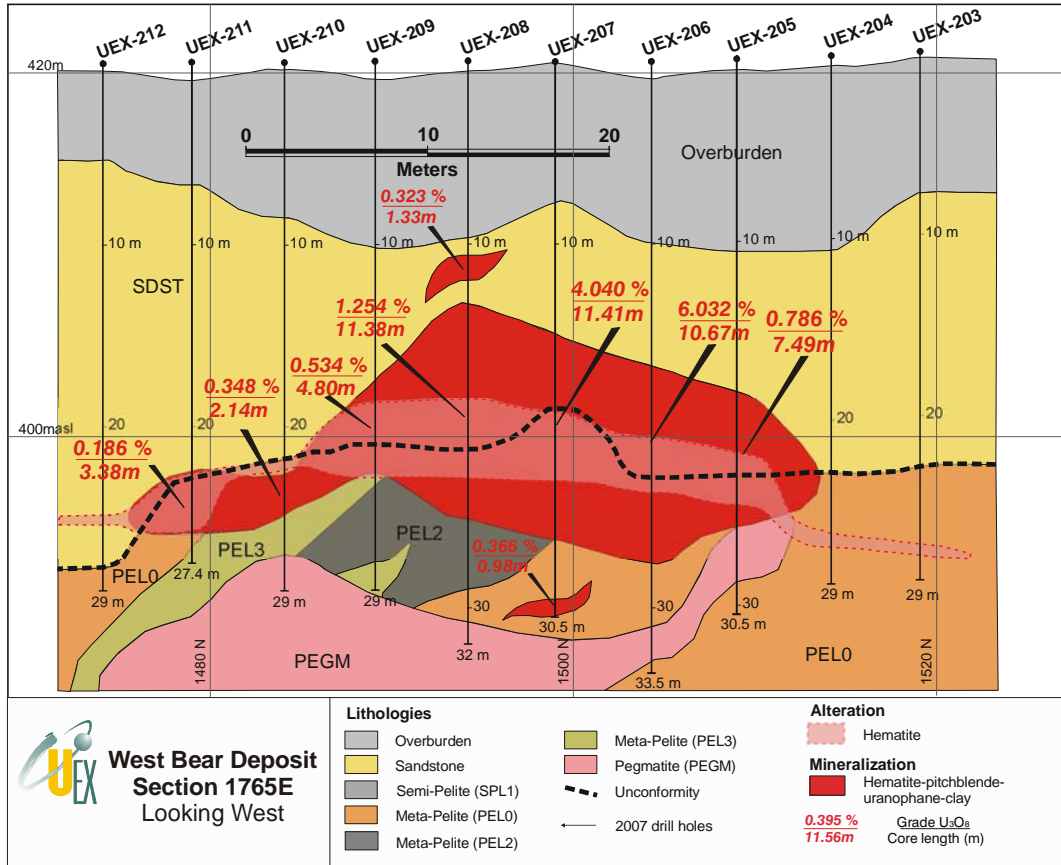 UEX-212
UEX-211
UEX-210
UEX-209
UEX-208
UEX-207
UEX-206
UEX-205
UEX-204
UEX-203
420m
0 10 20
Meters
Overburden
0.323 %
1.33m
10 m
10 m
10 m
10 m
10 m
10 m
10 m
10 m
10 m
10 m
SDST
1.254 %
11.38m
4.040 %
11.41m
6.032 %
10.67m
0.786 %
7.49m
0.534 %
4.80m
0.348 %
2.14m
0.186 %
3.38m
400masl
20
20
20
20
20
20
PEL3
PEL2
PEL0
0.366 %
0.98m
27.4 m
29 m
29 m
29 m
30
30
30
30.5 m
30.5 m
29 m
29 m
32 m
33.5 m
PEGM
PEL0
1480 N
1500 N
1520 N
UEX
West Bear Deposit
Section 1765E
Looking West
Lithologies
Overburden
Sandstone
Semi-Pelite (SPL1)
Meta-Pelite (PEL0)
Meta-Pelite (PEL2)
Meta-Pelite (PEL3)
Pegmatite (PEGM)
Unconformity
2007 drill holes
Alteration
Hematite
Mineralization
Hematite-pitchblende-
uranophane-clay
0.395 %
11.56m
Grade U₃O₈
Core length (m)